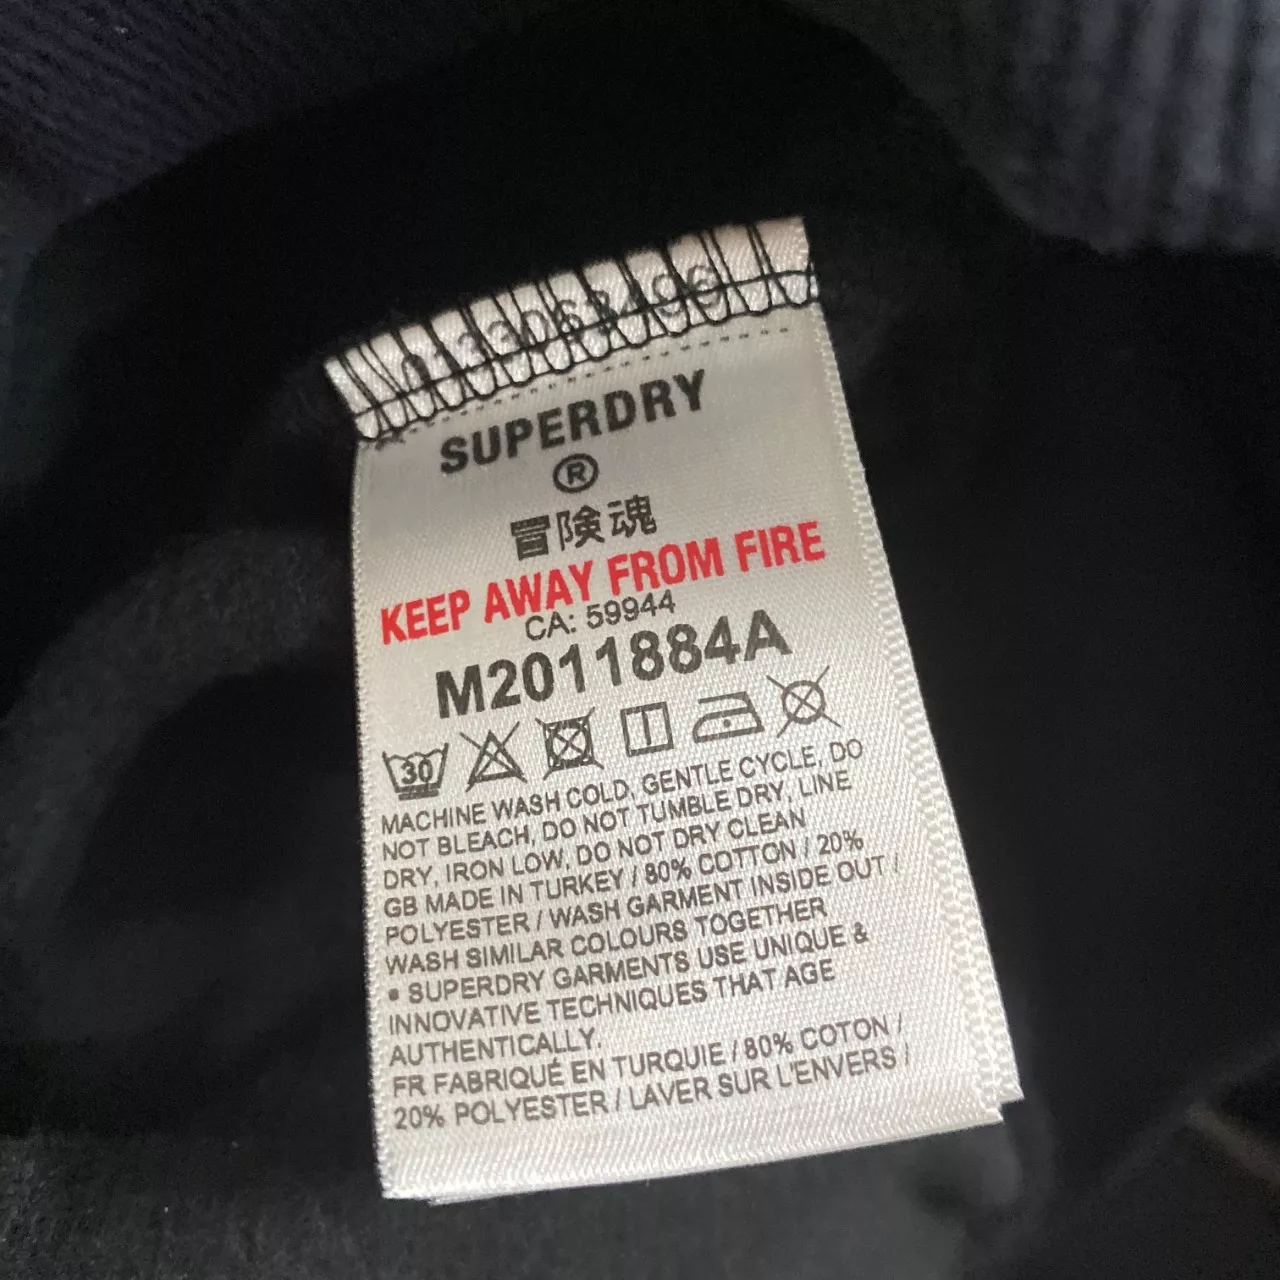 SUPERDRY
®
冒険魂
KEEP AWAY FROM FIRE
CA: 59944
M2011884A
30
MACHINE WASH COLD, GENTLE CYCLE, DO
NOT BLEACH, DO NOT TUMBLE DRY, LINE
DRY, IRON LOW, DO NOT DRY CLEAN
GB MADE IN TURKEY / 80% COTTON / 20%
POLYESTER / WASH GARMENT INSIDE OUT /
WASH SIMILAR COLOURS TOGETHER
• SUPERDRY GARMENTS USE UNIQUE &
INNOVATIVE TECHNIQUES THAT AGE
AUTHENTICALLY.
FR FABRIQUÉ EN TURQUIE / 80% COTON /
20% POLYESTER / LAVER SUR L'ENVERS /